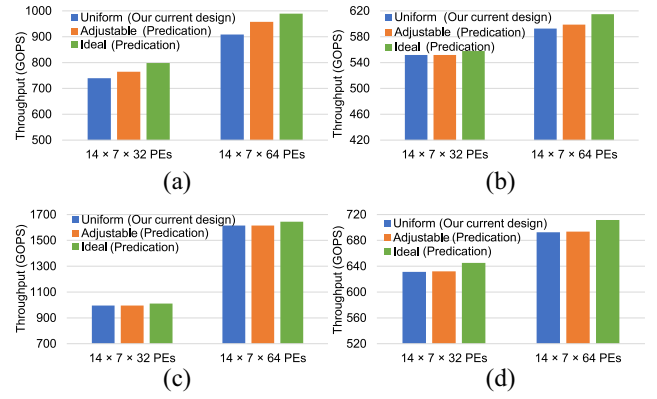 Throughput (GOPS)
1000
900
800
700
600
500
Uniform (Our current design)
Adjustable (Predication)
Ideal (Predication)
14 × 7 × 32 PEs
14 × 7 × 64 PEs
(a)
Throughput (GOPS)
620
580
540
500
460
420
Uniform (Our current design)
Adjustable (Predication)
Ideal (Predication)
14 × 7 × 32 PEs
14 × 7 × 64 PEs
(b)
Throughput (GOPS)
1700
1500
1300
1100
900
700
Uniform (Our current design)
Adjustable (Predication)
Ideal (Predication)
14 × 7 × 32 PEs
14 × 7 × 64 PEs
(c)
Throughput (GOPS)
720
680
640
600
560
520
Uniform (Our current design)
Adjustable (Predication)
Ideal (Predication)
14 × 7 × 32 PEs
14 × 7 × 64 PEs
(d)